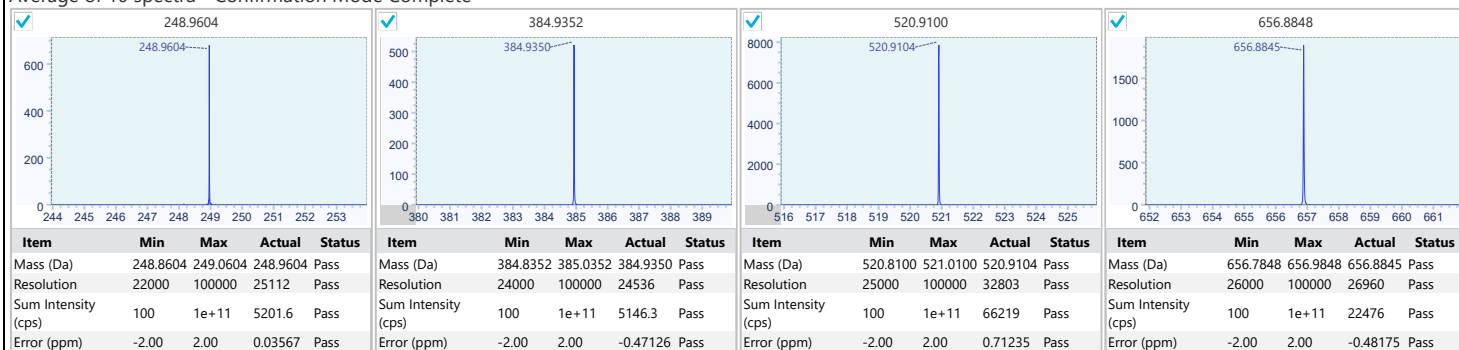 Average of 10 spectra - Confirmation Mode Complete
248.9604
600
400
200
0
248.9604
244 245 246 247 248 249 250 251 252 253
Item Min Max Actual Status
Mass (Da) 248.8604 249.0604 248.9604 Pass
Resolution 22000 100000 25112 Pass
Sum Intensity
(cps) 100 1e+11 5201.6 Pass
Error (ppm) -2.00 2.00 0.03567 Pass
384.9352
500
400
300
200
100
0
384.9350
380 381 382 383 384 385 386 387 388 389
Item Min Max Actual Status
Mass (Da) 384.8352 385.0352 384.9350 Pass
Resolution 24000 100000 24536 Pass
Sum Intensity
(cps) 100 1e+11 5146.3 Pass
Error (ppm) -2.00 2.00 -0.47126 Pass
520.9100
8000
6000
4000
2000
0
520.9104
516 517 518 519 520 521 522 523 524 525
Item Min Max Actual Status
Mass (Da) 520.8100 521.0100 520.9104 Pass
Resolution 25000 100000 32803 Pass
Sum Intensity
(cps) 100 1e+11 66219 Pass
Error (ppm) -2.00 2.00 0.71235 Pass
656.8848
1500
1000
500
0
656.8845
652 653 654 655 656 657 658 659 660 661
Item Min Max Actual Status
Mass (Da) 656.7848 656.9848 656.8845 Pass
Resolution 26000 100000 26960 Pass
Sum Intensity
(cps) 100 1e+11 22476 Pass
Error (ppm) -2.00 2.00 -0.48175 Pass